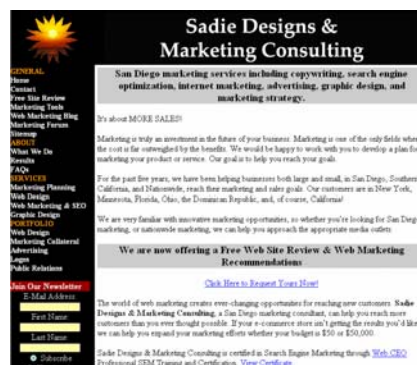 Sadie Designs &
Marketing Consulting
GENERAL
Home
Contact
Free Site Review
Marketing Tools
Web Marketing Blog
Marketing Forum
Sitemap
ABOUT
What We Do
Results
FAQs
SERVICES
Marketing Planning
Web Design
Web Marketing & SEO
Graphic Design
PORTFOLIO
Web Design
Marketing Collateral
Advertising
Logos
Public Relations
Join Our Newsletter
E-Mail Address
First Name
Last Name
Subscribe
San Diego marketing services including copywriting, search engine
optimization, internet marketing, advertising, graphic design, and
marketing strategy.
It's about MORE SALES!
Marketing is truly an investment in the future of your business. Marketing is one of the only fields wher
the cost is far outweighed by the benefits. We would be happy to work with you to develop a plan for
marketing your product or service. Our goal is to help you reach your goals.
For the past five years, we have been helping businesses both large and small, in San Diego, Southern
California, and Nationwide, reach their marketing and sales goals. Our customers are in New York,
Minnesota, Florida, Ohio, the Dominican Republic, and, of course, California!
We are very familiar with innovative marketing opportunities, so whether you're looking for San Dieg
marketing, or nationwide marketing, we can help you approach the appropriate media outlets.
We are now offering a Free Web Site Review & Web Marketing
Recommendations
Click Here to Request Yours Now!
The world of web marketing creates ever-changing opportunities for reaching new customers. Sadie
Designs & Marketing Consulting, a San Diego marketing consultant, can help you reach more
customers than you ever thought possible. If your e-commerce store isn't getting the results you'd like
we can help you expand your marketing efforts whether your budget is $50 or $50,000.
Sadie Designs & Marketing Consulting is certified in Search Engine Marketing through Web CEO
Professional SEM Training and Certification. View Certificate.